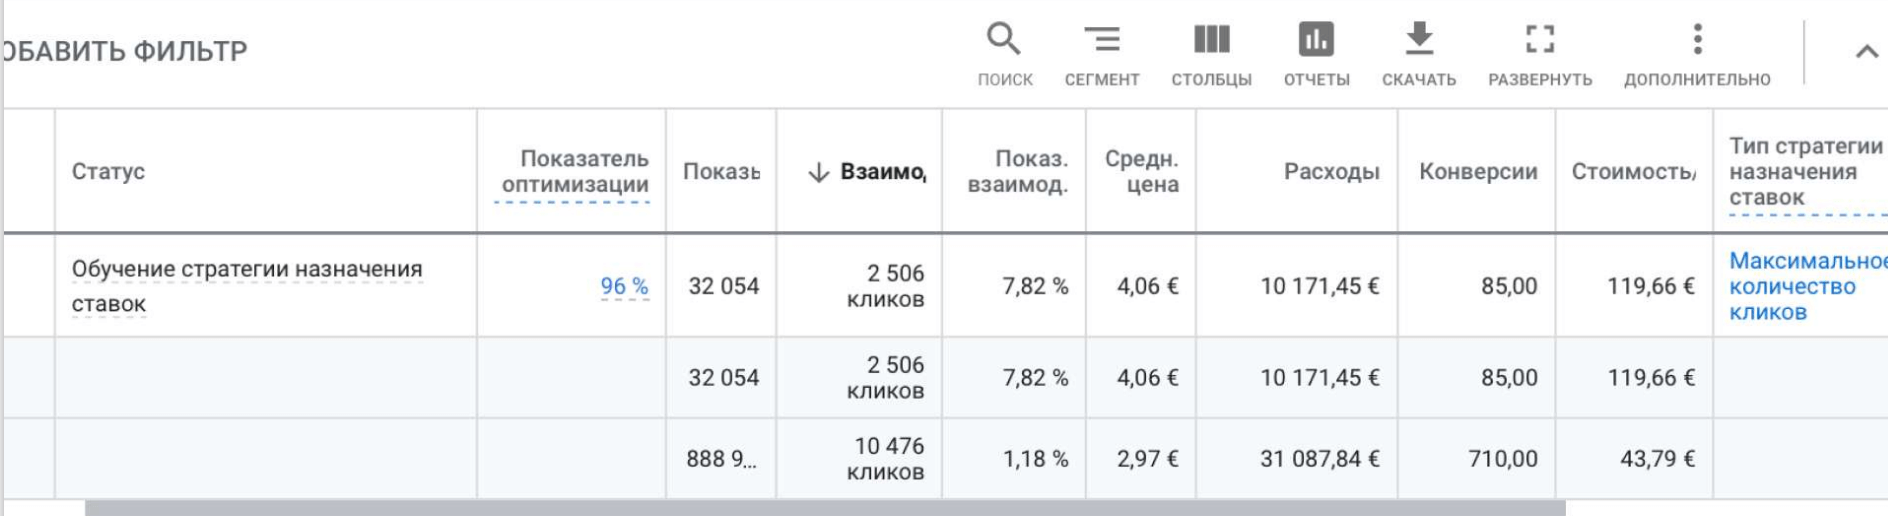 ОБАВИТЬ ФИЛЬТР
ПОИСК СЕГМЕНТ СТОЛБЦЫ ОТЧЕТЫ СКАЧАТЬ РАЗВЕРНУТЬ ДОПОЛНИТЕЛЬНО
Статус
Показатель
оптимизации
Показь
Взаимо
Показ.
взаимод.
Средн.
цена
Расходы
Конверсии
Стоимость/
Тип стратегии
назначения
ставок
Обучение стратегии назначения
ставок
96 %
32 054
2 506
кликов
7,82 %
4,06 €
10 171,45 €
85,00
119,66 €
Максимальное
количество
кликов
32 054
2 506
кликов
7,82 %
4,06 €
10 171,45 €
85,00
119,66 €
888 9...
10 476
кликов
1,18 %
2,97 €
31 087,84 €
710,00
43,79 €